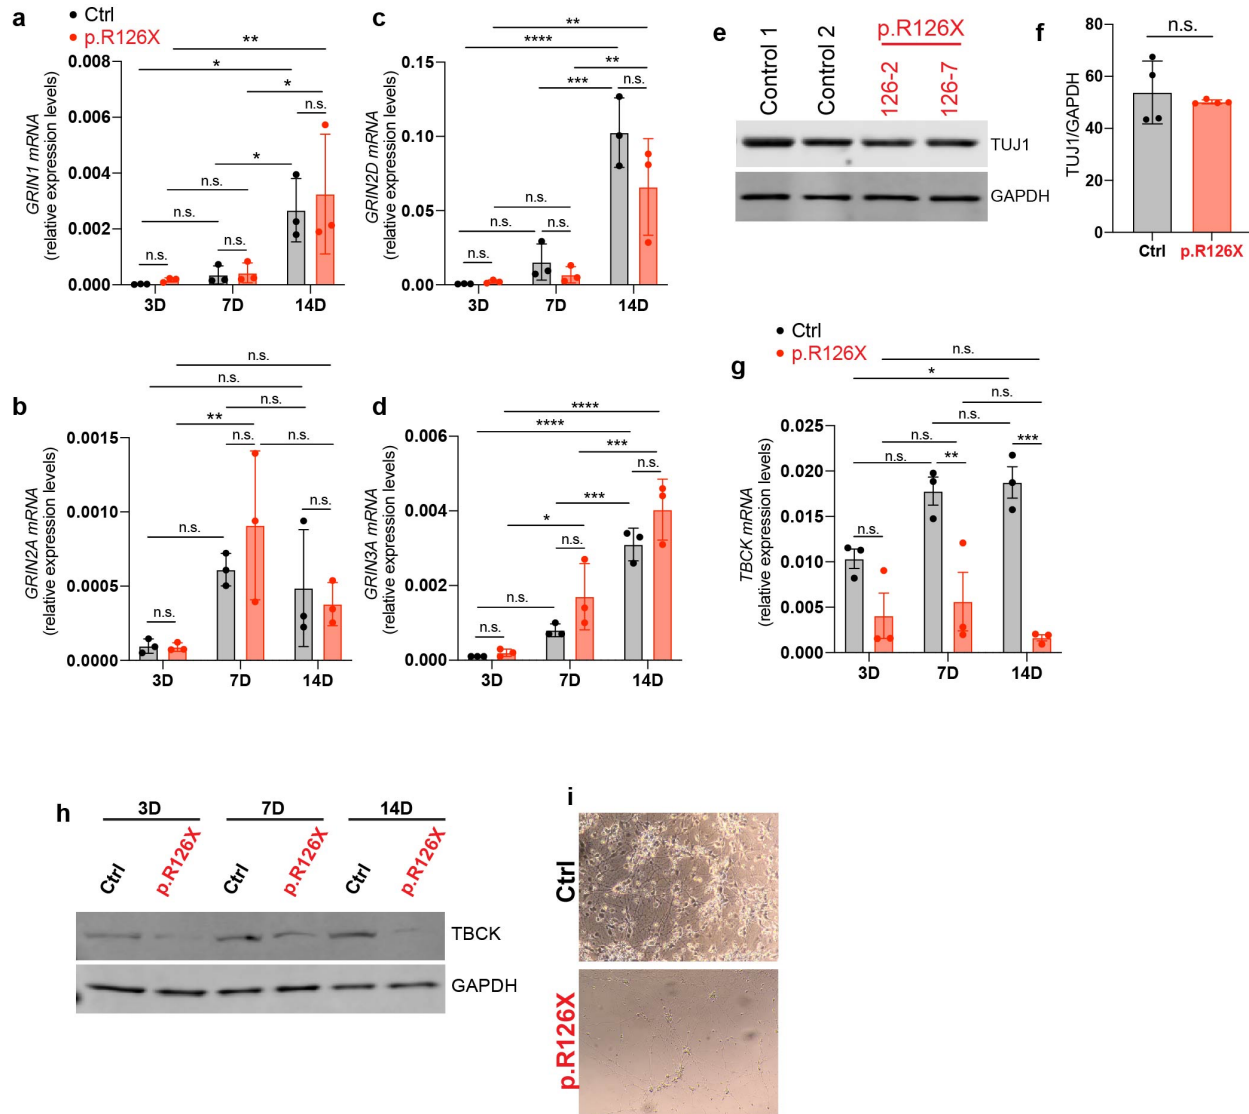 a
Ctrl
p.R126X
GRIN1 mRNA
(relative expression levels)
0.008
0.006
0.004
0.002
0.000
**
*
*
n.s.
*
n.s.
n.s.
n.s.
n.s.
3D
7D
14D
c
GRIN2D mRNA
(relative expression levels)
0.15
0.10
0.05
0.00
**
****
**
***
n.s.
n.s.
n.s.
n.s.
n.s.
3D
7D
14D
e
Control 1
Control 2
p.R126X
126-2
126-7
TUJ1
GAPDH
f
TUJ1/GAPDH
80
60
40
20
0
n.s.
Ctrl
p.R126X
b
GRIN2A mRNA
(relative expression levels)
0.0015
0.0010
0.0005
0.0000
n.s.
n.s.
n.s.
**
n.s.
n.s.
n.s.
n.s.
n.s.
3D
7D
14D
d
GRIN3A mRNA
(relative expression levels)
0.006
0.004
0.002
0.000
****
****
***
n.s.
***
*
n.s.
n.s.
n.s.
3D
7D
14D
Ctrl
p.R126X
g
TBCK mRNA
(relative expression levels)
0.025
0.020
0.015
0.010
0.005
0.000
n.s.
*
n.s.
n.s.
n.s.
***
n.s.
**
n.s.
3D
7D
14D
h
3D
7D
14D
Ctrl
p.R126X
Ctrl
p.R126X
Ctrl
p.R126X
TBCK
GAPDH
i
Ctrl
p.R126X